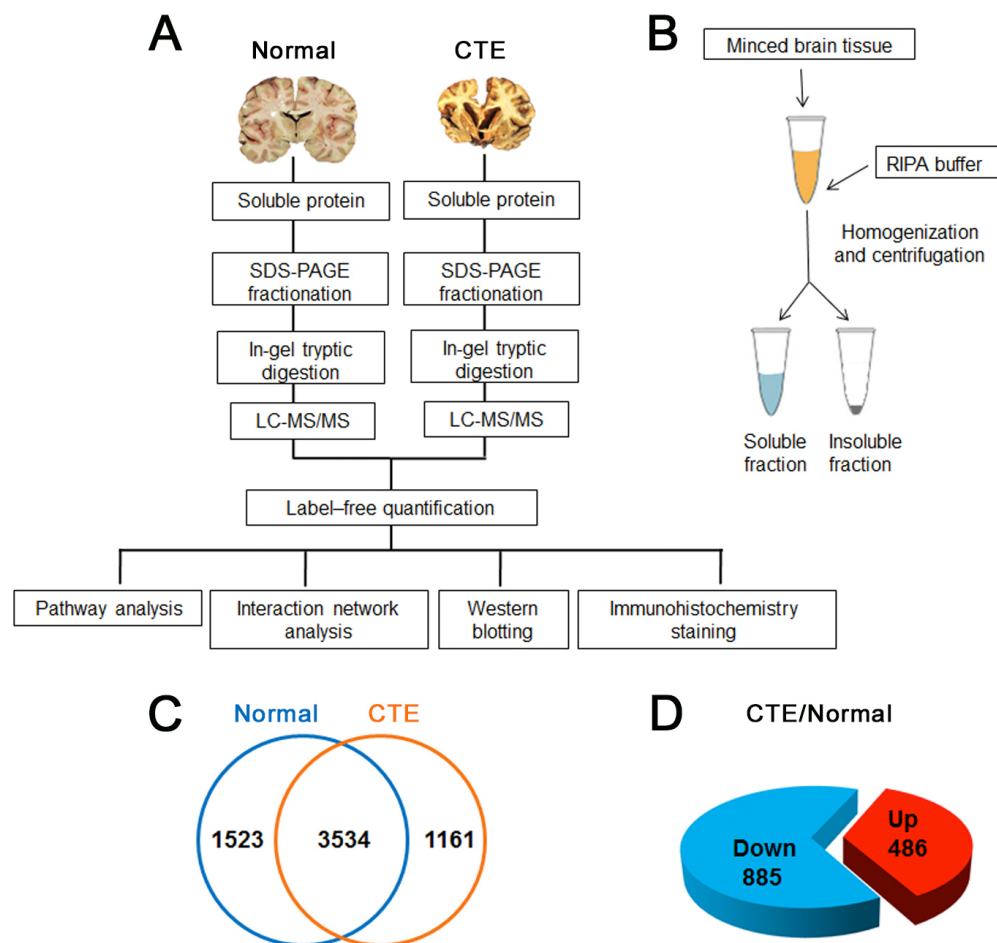 A
Normal
CTE
Soluble protein
Soluble protein
SDS-PAGE
fractionation
SDS-PAGE
fractionation
In-gel tryptic
digestion
In-gel tryptic
digestion
LC-MS/MS
LC-MS/MS
Label–free quantification
Pathway analysis
Interaction network
analysis
Western
blotting
Immunohistochemistry
staining
B
Minced brain tissue
RIPA buffer
Homogenization
and centrifugation
Soluble
fraction
Insoluble
fraction
C
Normal
CTE
1523
3534
1161
D
CTE/Normal
Down
885
Up
486